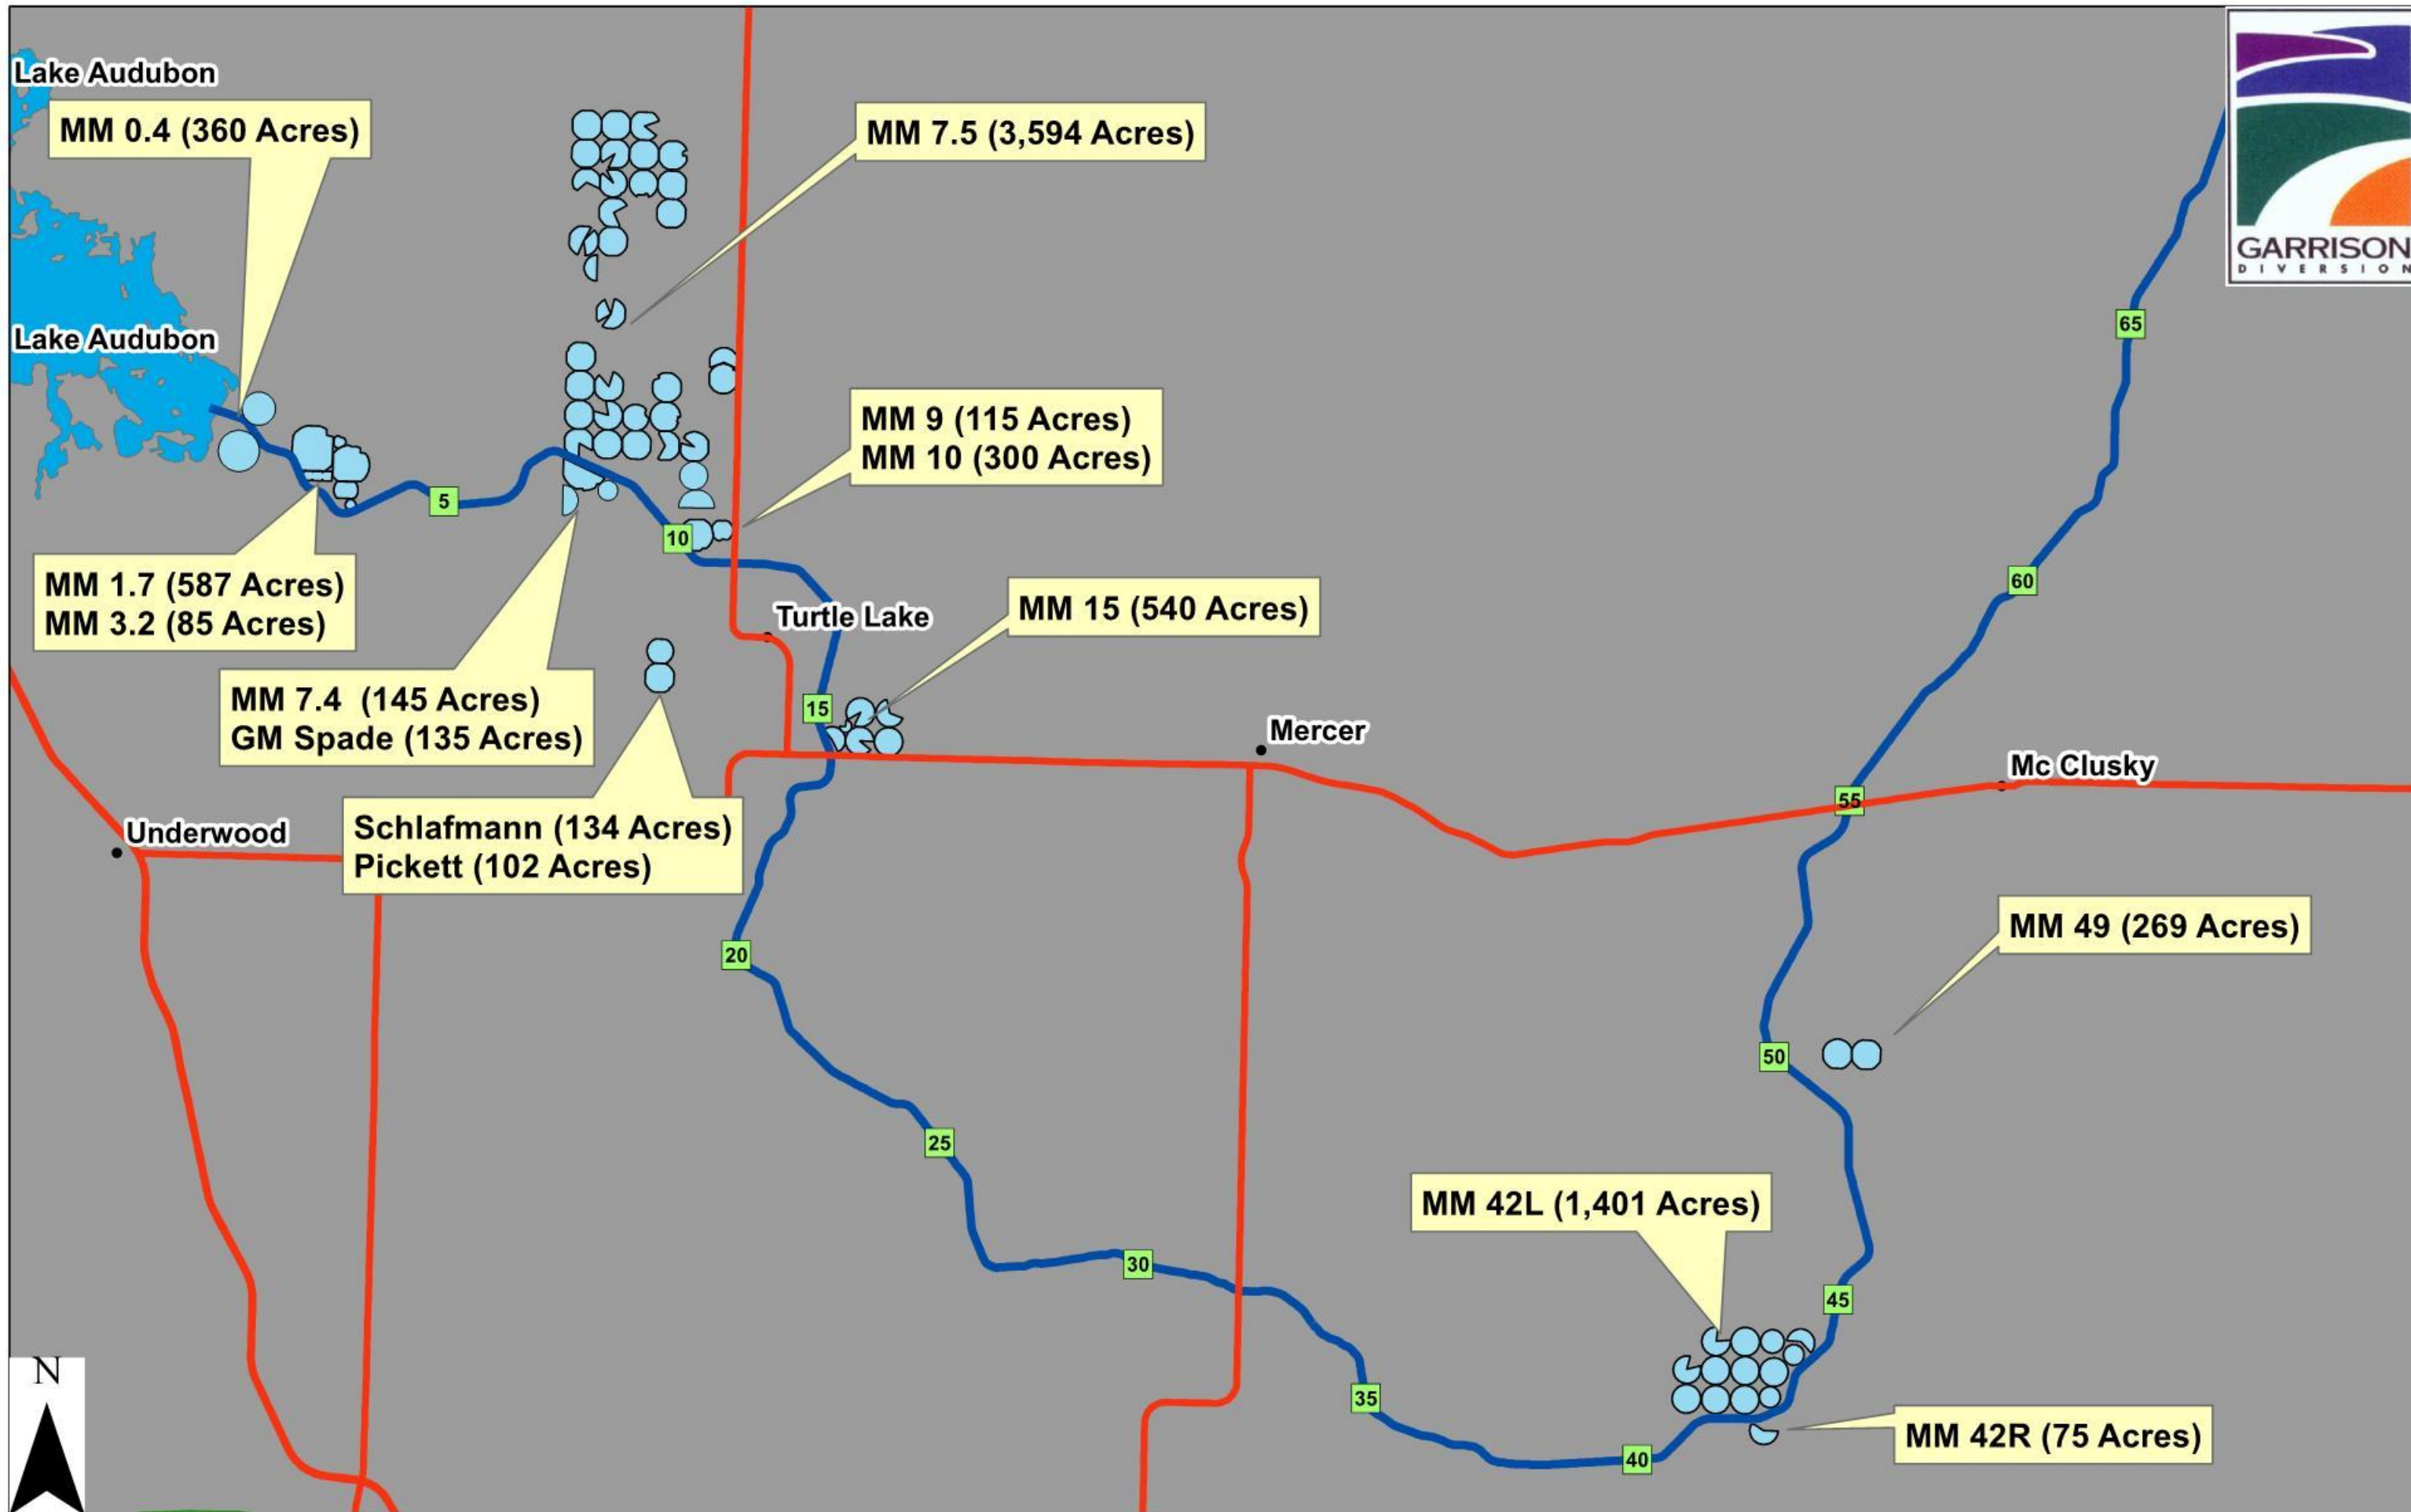 Lake Audubon
MM 0.4 (360 Acres)
MM 7.5 (3,594 Acres)
GARRISON
DIVERSION
65
Lake Audubon
MM 9 (115 Acres)
MM 10 (300 Acres)
5
10
MM 1.7 (587 Acres)
MM 3.2 (85 Acres)
60
Turtle Lake
MM 15 (540 Acres)
MM 7.4 (145 Acres)
GM Spade (135 Acres)
15
Mercer
Mc Clusky
55
Underwood
Schlafmann (134 Acres)
Pickett (102 Acres)
MM 49 (269 Acres)
20
50
25
MM 42L (1,401 Acres)
30
45
N
35
MM 42R (75 Acres)
40